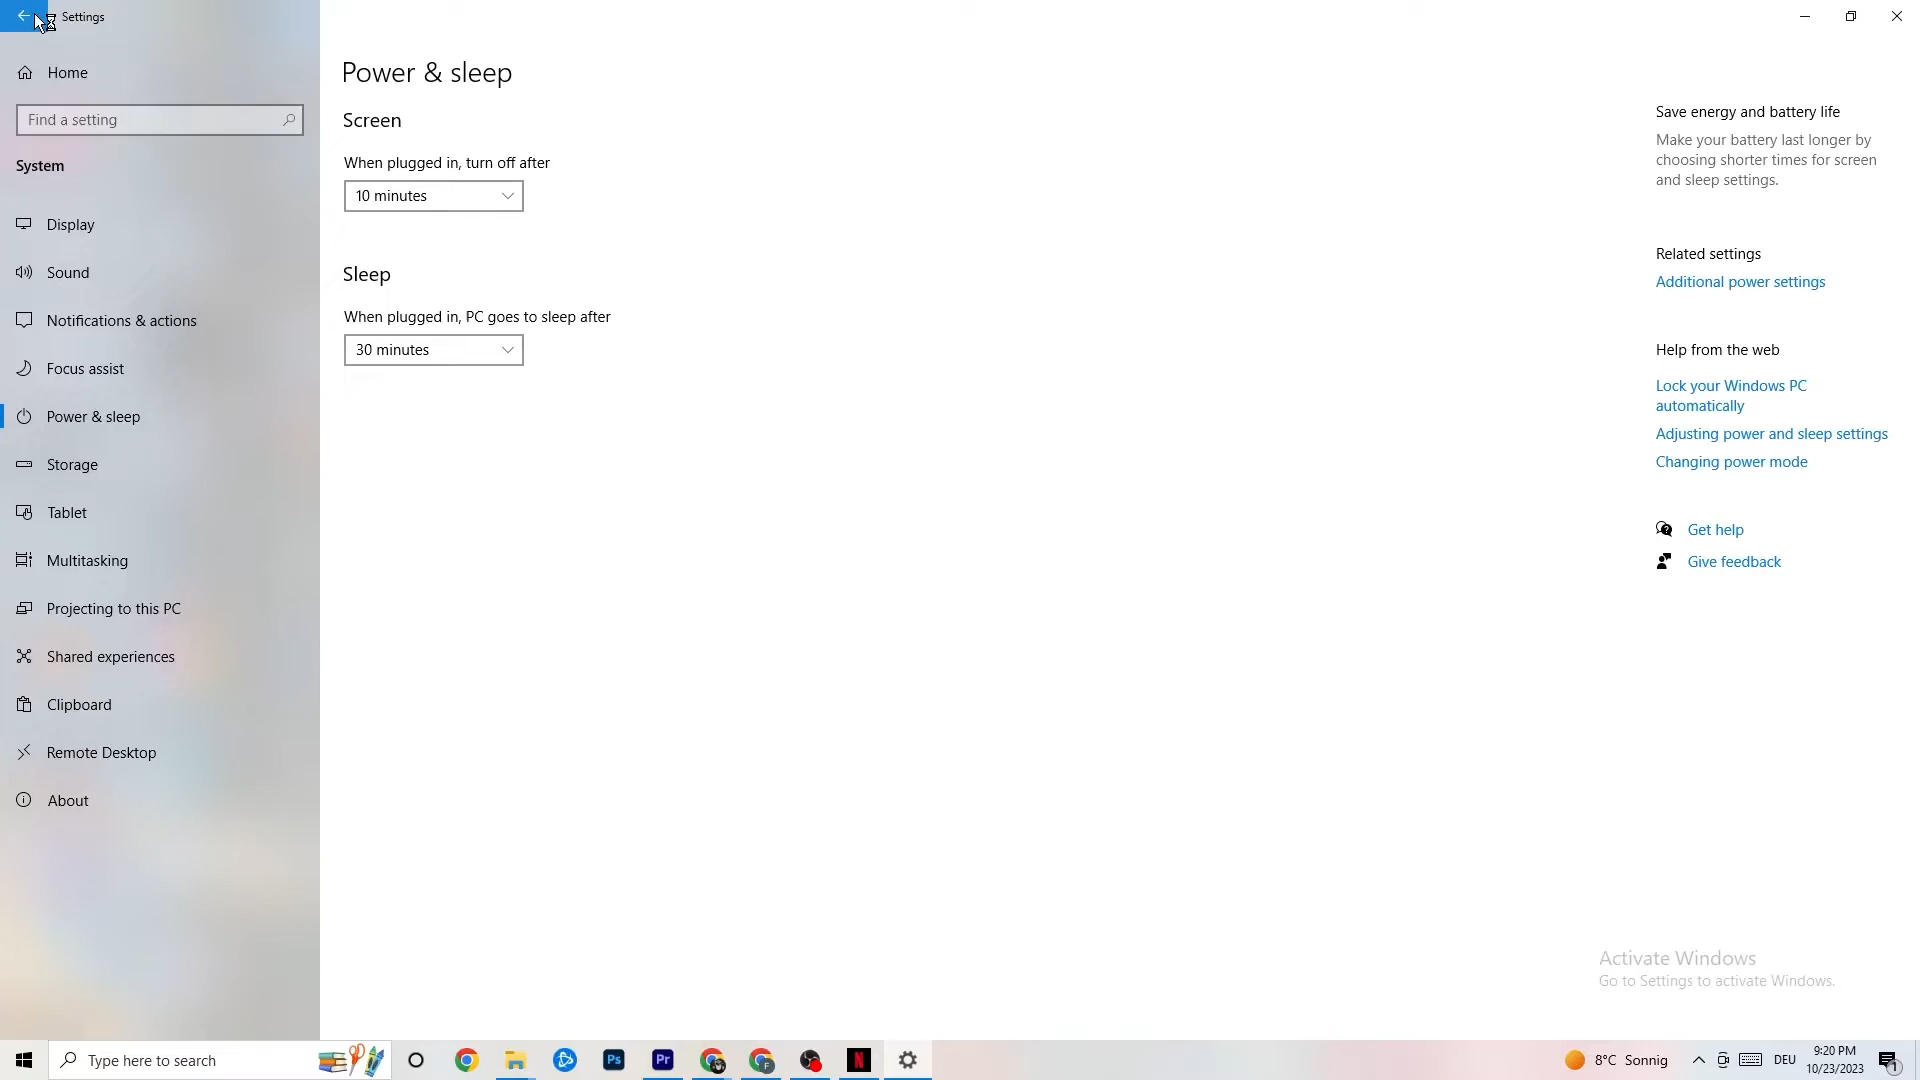 Settings
Home
Find a setting
System
Display
Sound
Notifications & actions
Focus assist
Power & sleep
Storage
Tablet
Multitasking
Projecting to this PC
Shared experiences
Clipboard
Remote Desktop
About
Power & sleep
Screen
When plugged in, turn off after
10 minutes
Sleep
When plugged in, PC goes to sleep after
30 minutes
Save energy and battery life
Make your battery last longer by
choosing shorter times for screen
and sleep settings.
Related settings
Additional power settings
Help from the web
Lock your Windows PC
automatically
Adjusting power and sleep settings
Changing power mode
Get help
Give feedback
Activate Windows
Go to Settings to activate Windows.
Type here to search
Ps
Pr
F
N
8°C Sonnig
DEU
9:20 PM
10/23/2023
1